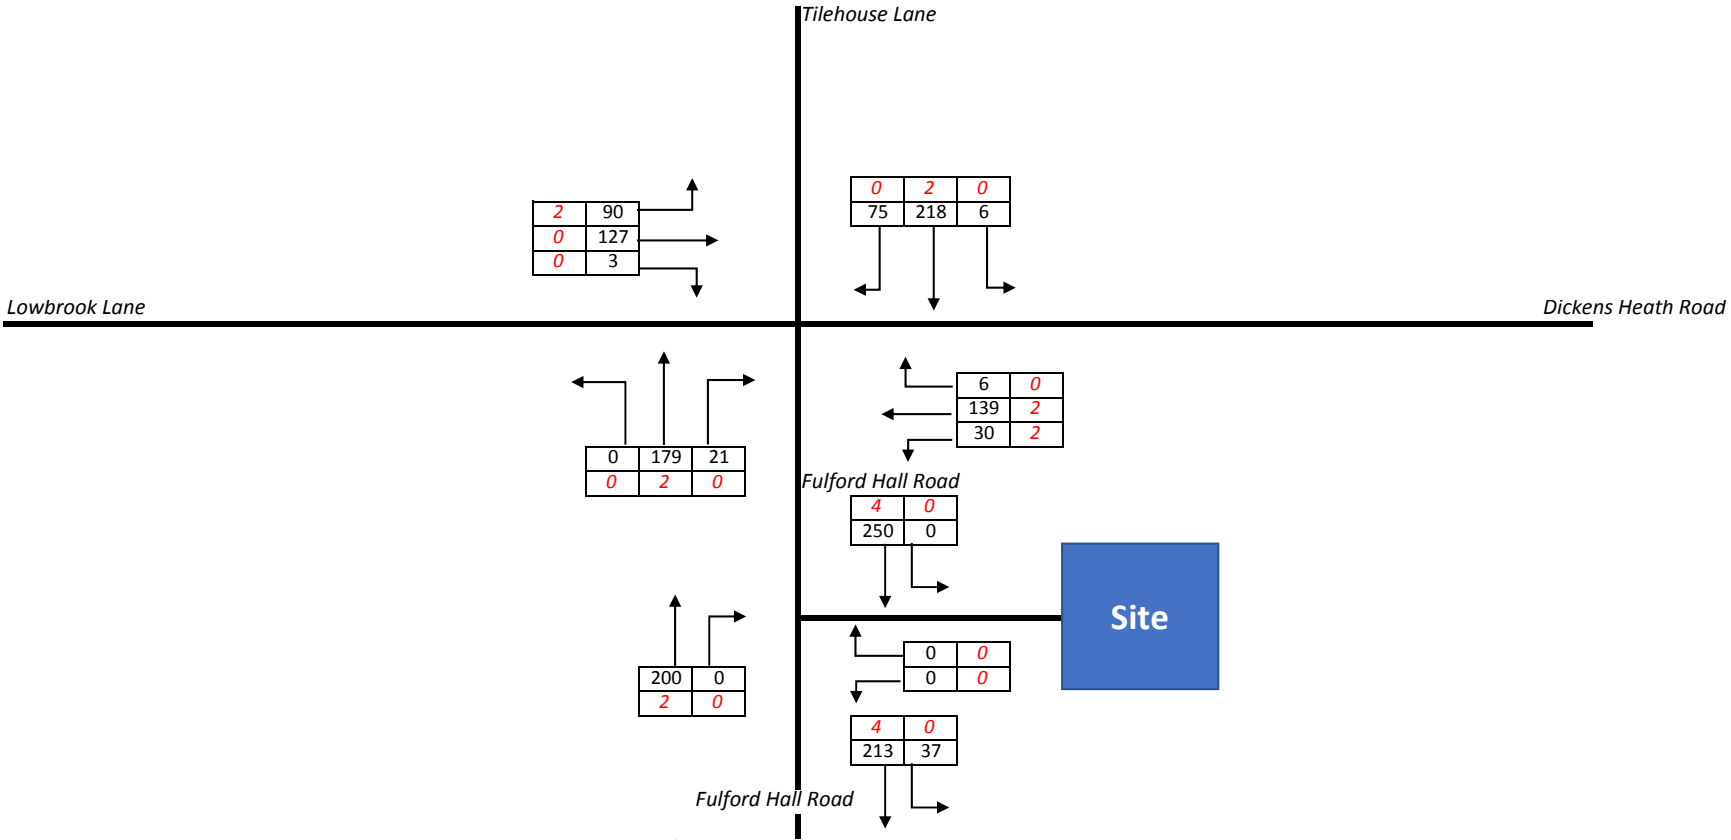 Tilehouse Lane
0 2 0
75 218 6
2 90
0 127
0 3
Lowbrook Lane
Dickens Heath Road
6 0
139 2
30 2
0 179 21
0 2 0
Fulford Hall Road
4 0
250 0
Site
0 0
0 0
200 0
2 0
4 0
213 37
Fulford Hall Road